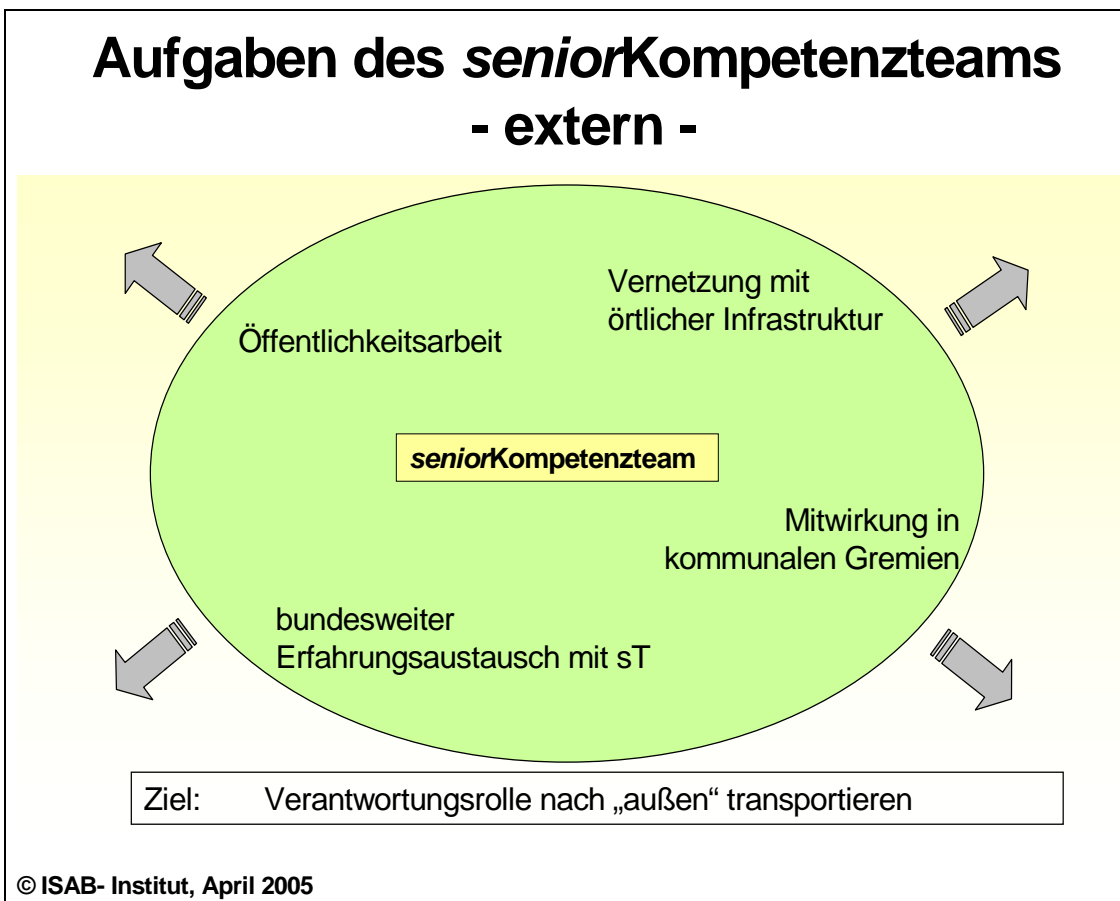 Aufgaben des seniorKompetenzteams
- extern -
Vernetzung mit
örtlicher Infrastruktur
Öffentlichkeitsarbeit
seniorKompetenzteam
Mitwirkung in
kommunalen Gremien
bundesweiter
Erfahrungsaustausch mit sT
Ziel: Verantwortungsrolle nach „außen“ transportieren
© ISAB- Institut, April 2005